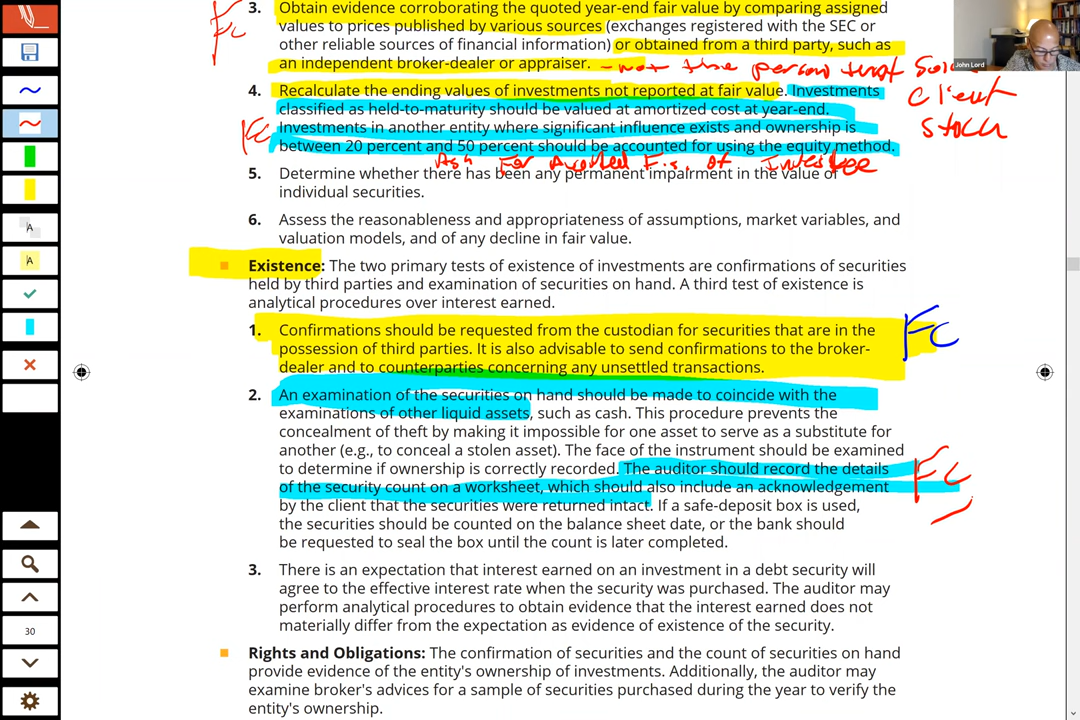 3. Obtain evidence corroborating the quoted year-end fair value by comparing assigned
values to prices published by various sources (exchanges registered with the SEC or
other reliable sources of financial information) or obtained from a third party, such as
an independent broker-dealer or appraiser. - not the person that Sold
Client
Stock
FC
John Lord
4. Recalculate the ending values of investments not reported at fair value. Investments
classified as held-to-maturity should be valued at amortized cost at year-end.
Investments in another entity where significant influence exists and ownership is
between 20 percent and 50 percent should be accounted for using the equity method.
FC
Ask For Audited F.S. of Investee
5. Determine whether there has been any permanent impairment in the value of
individual securities.
6. Assess the reasonableness and appropriateness of assumptions, market variables, and
valuation models, and of any decline in fair value.
Existence: The two primary tests of existence of investments are confirmations of securities
held by third parties and examination of securities on hand. A third test of existence is
analytical procedures over interest earned.
1. Confirmations should be requested from the custodian for securities that are in the
possession of third parties. It is also advisable to send confirmations to the broker-
dealer and to counterparties concerning any unsettled transactions.
FC
2. An examination of the securities on hand should be made to coincide with the
examinations of other liquid assets, such as cash. This procedure prevents the
concealment of theft by making it impossible for one asset to serve as a substitute for
another (e.g., to conceal a stolen asset). The face of the instrument should be examined
to determine if ownership is correctly recorded. The auditor should record the details
of the security count on a worksheet, which should also include an acknowledgement
by the client that the securities were returned intact. If a safe-deposit box is used,
the securities should be counted on the balance sheet date, or the bank should
be requested to seal the box until the count is later completed.
FC
3. There is an expectation that interest earned on an investment in a debt security will
agree to the effective interest rate when the security was purchased. The auditor may
perform analytical procedures to obtain evidence that the interest earned does not
materially differ from the expectation as evidence of existence of the security.
30
Rights and Obligations: The confirmation of securities and the count of securities on hand
provide evidence of the entity's ownership of investments. Additionally, the auditor may
examine broker's advices for a sample of securities purchased during the year to verify the
entity's ownership.